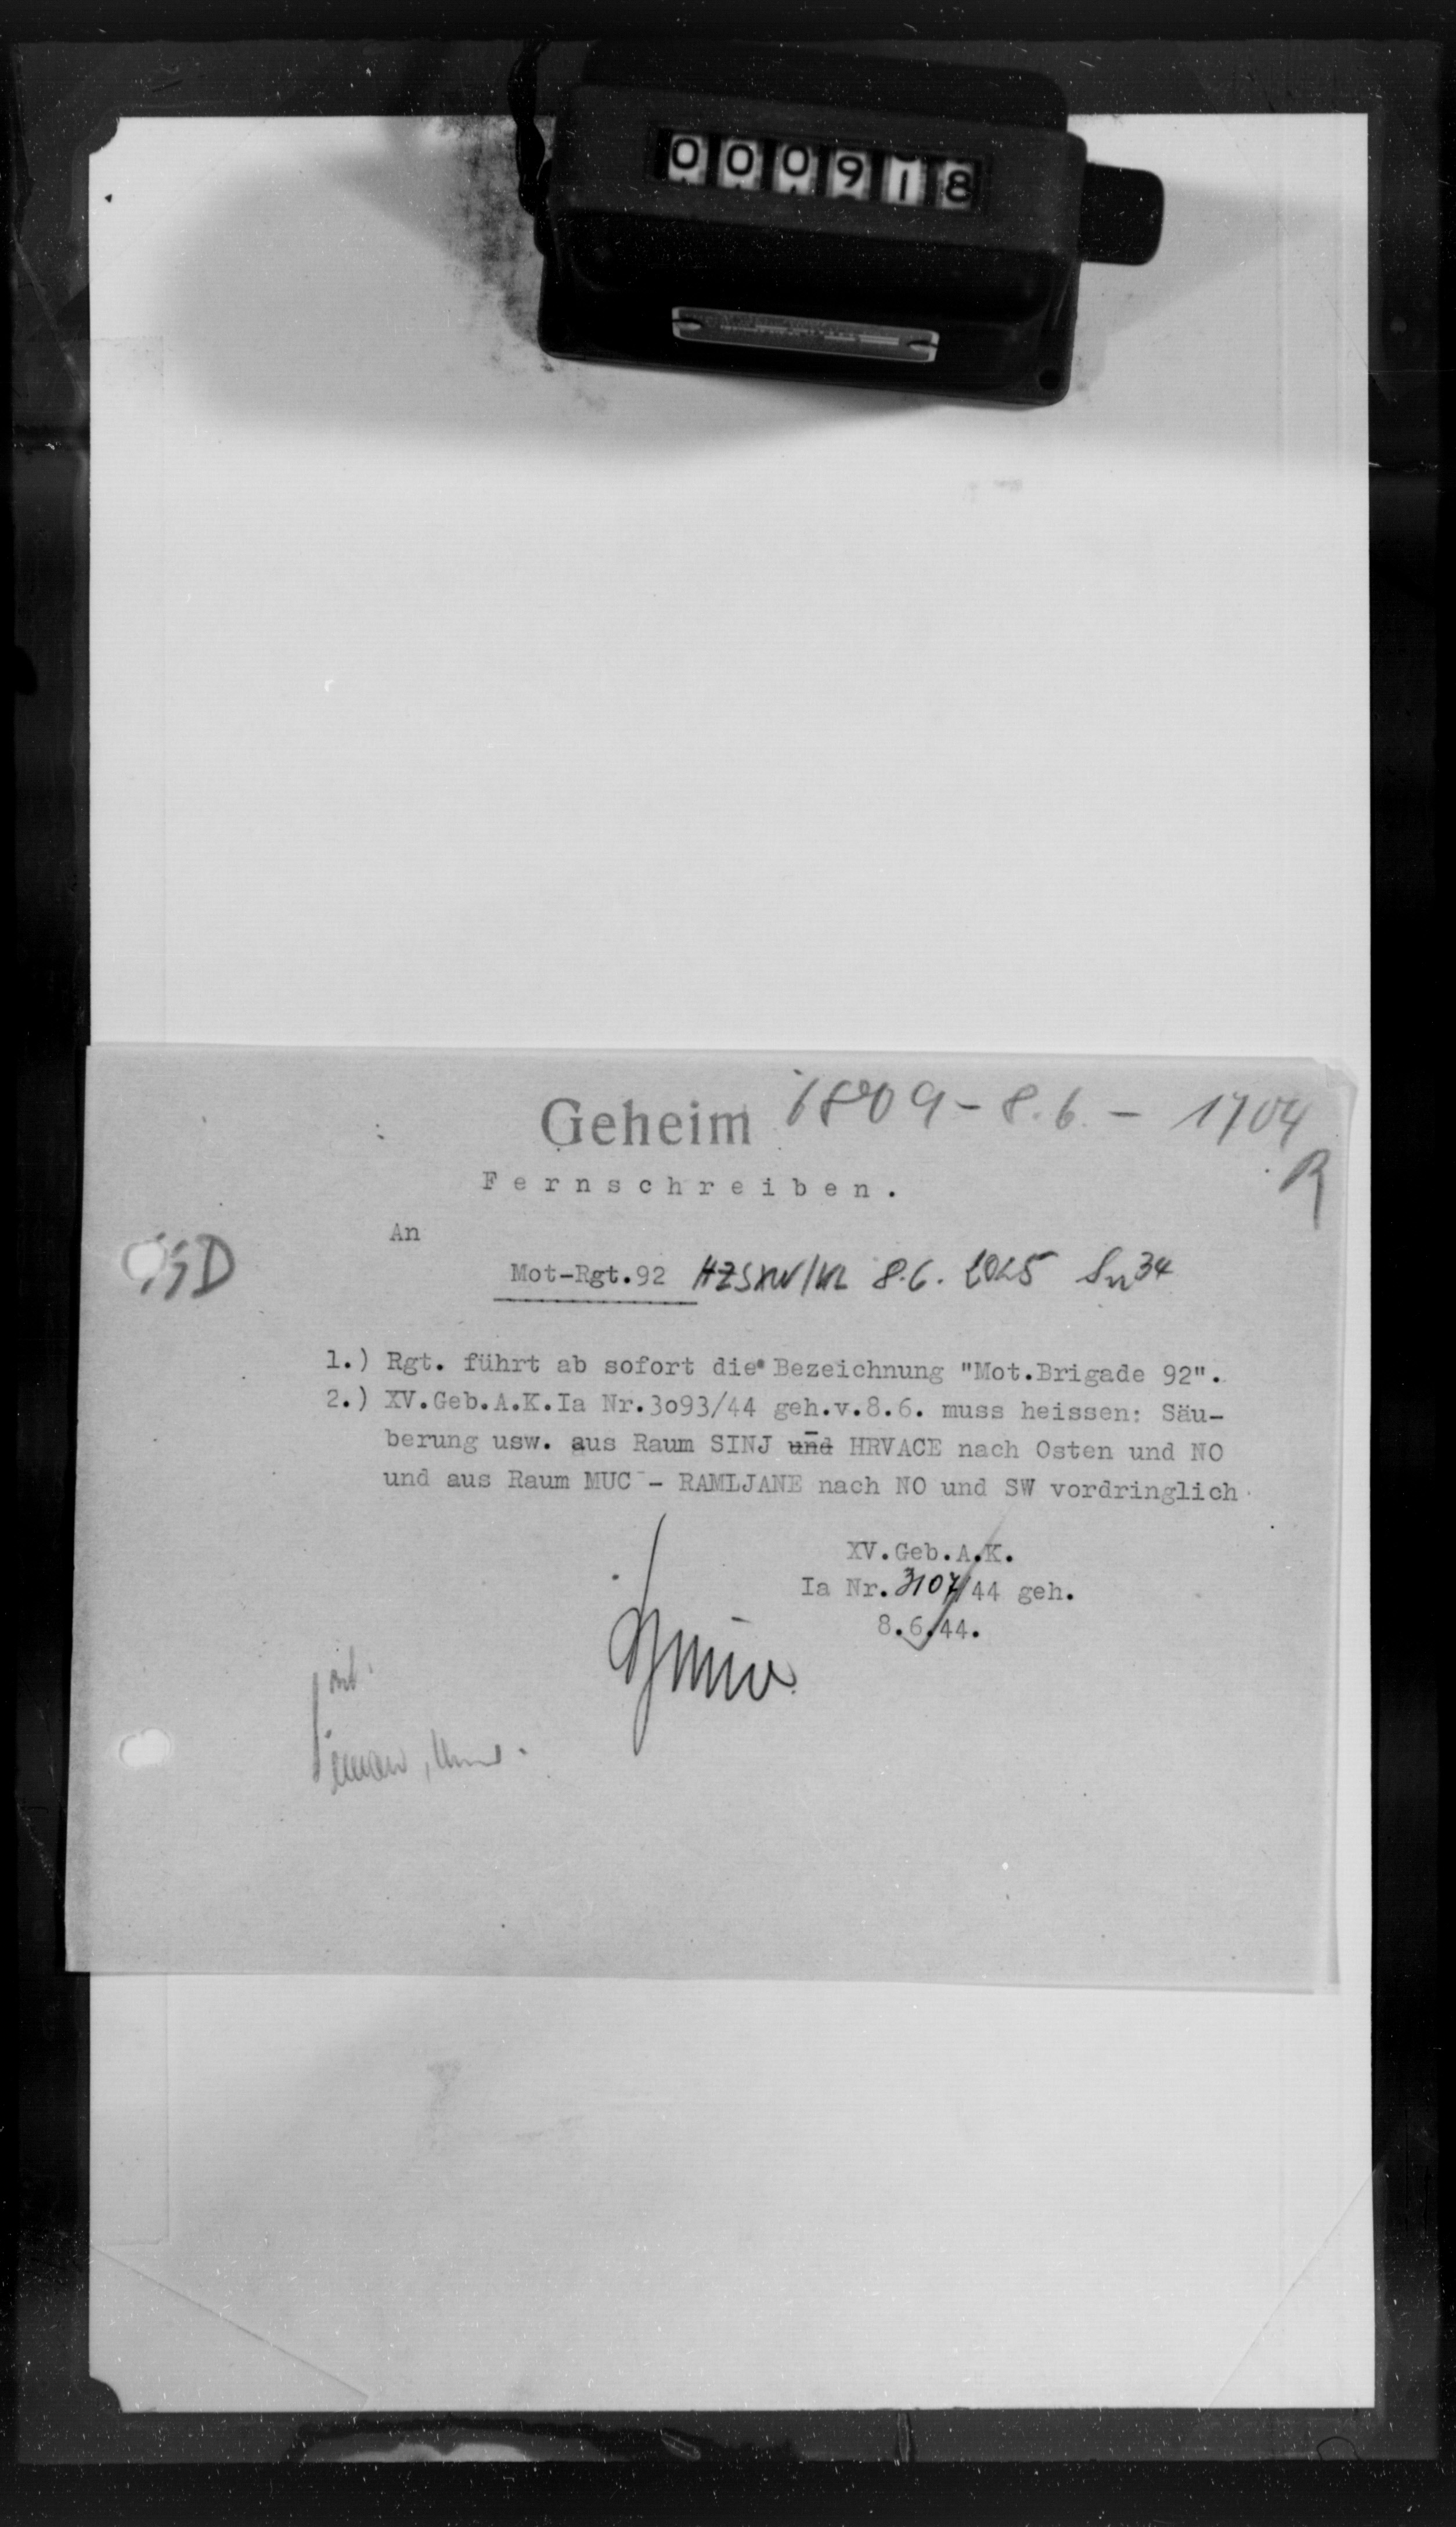 000918
Geheim 1809 - 8.6. - 1704
R
Fernschreiben.
An
Mot-Rgt.92 8.6. 2025
1.) Rgt. führt ab sofort die Bezeichnung "Mot.Brigade 92".
2.) XV.Geb.A.K.Ia Nr.3o93/44 geh.v.8.6. muss heissen: Säu-
berung usw. aus Raum SINJ - HRVACE nach Osten und NO
und aus Raum MUC - RAMLJANE nach NO und SW vordringlich
XV.Geb.A.K.
Ia Nr. 3107/44 geh.
8.6.44.